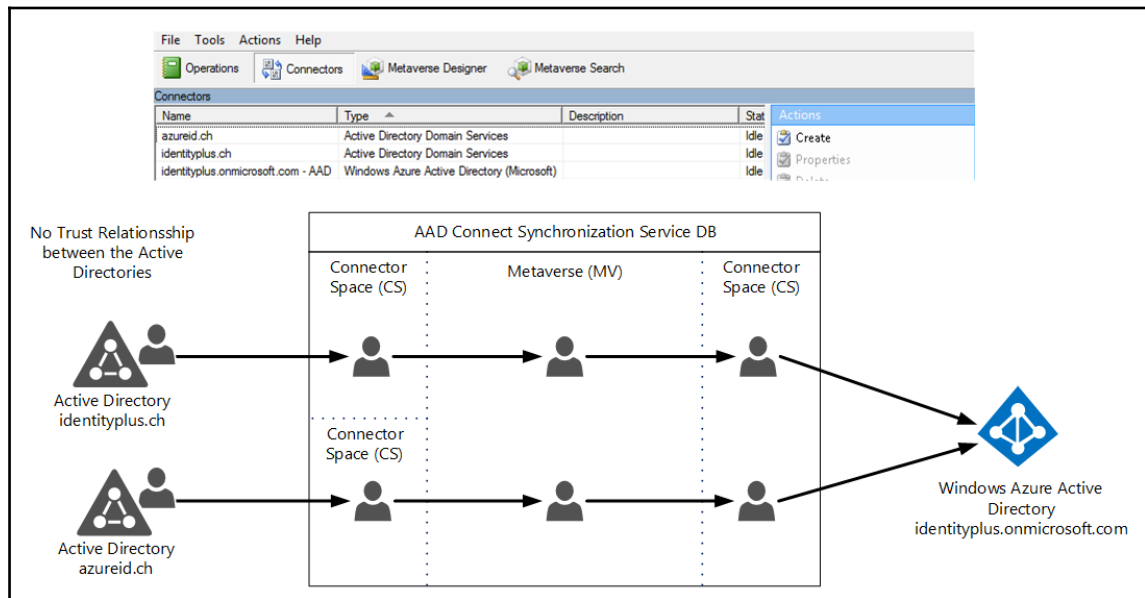 File Tools Actions Help
Operations Connectors Metaverse Designer Metaverse Search
Connectors
Name Type Description Stat Actions
azureid.ch Active Directory Domain Services Idle Create
identityplus.ch Active Directory Domain Services Idle Properties
identityplus.onmicrosoft.com - AAD Windows Azure Active Directory (Microsoft) Idle
No Trust Relationsship
between the Active
Directories
AAD Connect Synchronization Service DB
Connector
Space (CS)
Metaverse (MV)
Connector
Space (CS)
Active Directory
identityplus.ch
Connector
Space (CS)
Active Directory
azureid.ch
Windows Azure Active
Directory
identityplus.onmicrosoft.com